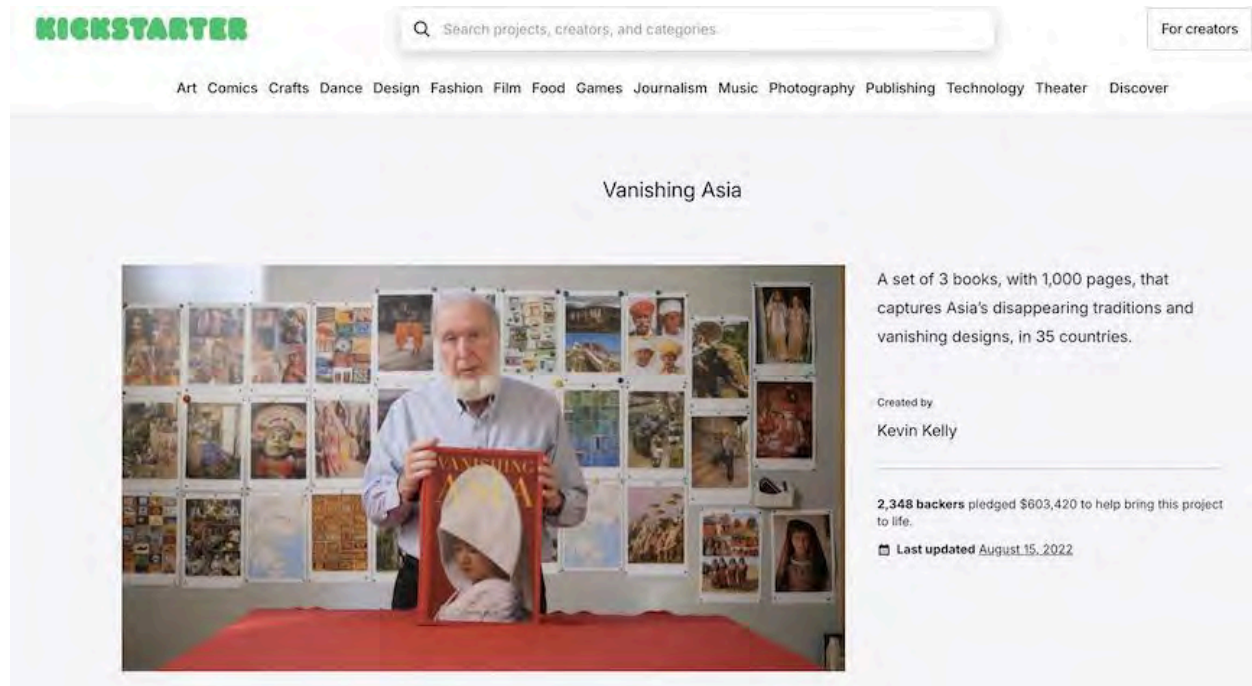 KICKSTARTER
Search projects, creators, and categories
For creators
Art Comics Crafts Dance Design Fashion Film Food Games Journalism Music Photography Publishing Technology Theater Discover
Vanishing Asia
A set of 3 books, with 1,000 pages, that
captures Asia's disappearing traditions and
vanishing designs, in 35 countries.
Created by
Kevin Kelly
2,348 backers pledged $603,420 to help bring this project
to life.
Last updated August 15, 2022
VANISHING
ASIA